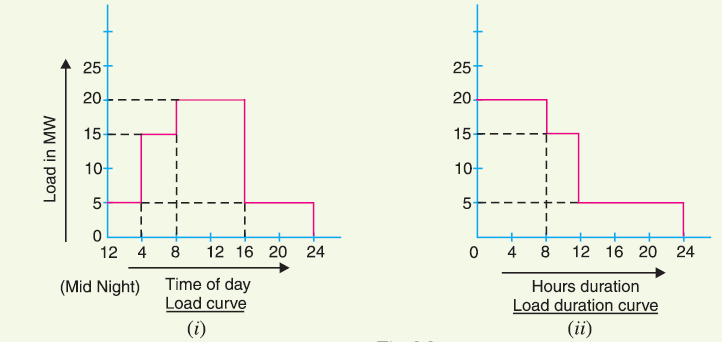 25
20
15
10
5
0
Load in MW
12 4 8 12 16 20 24
(Mid Night)
Time of day
Load curve
(i)
25
20
15
10
5
0 4 8 12 16 20 24
Hours duration
Load duration curve
(ii)